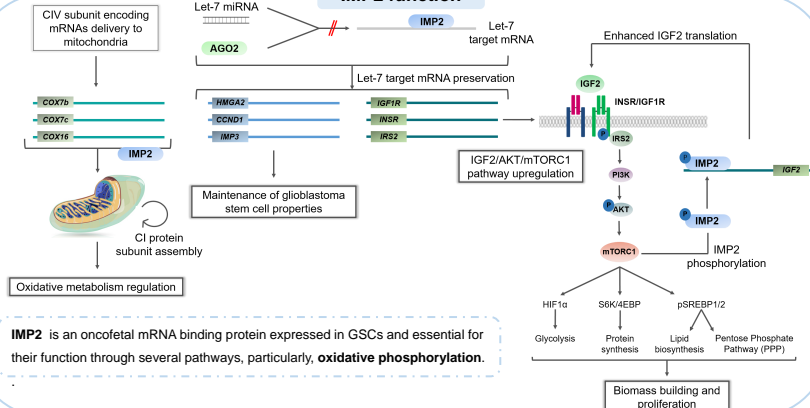 IMP2 function
CIV subunit encoding
mRNAs delivery to
mitochondria
COX7b
COX7c
COX16
IMP2
CI protein
subunit assembly
Oxidative metabolism regulation
Let-7 miRNA
AGO2
IMP2
Let-7
target mRNA
Let-7 target mRNA preservation
HMGA2
CCND1
IMP3
IGF1R
INSR
IRS2
Maintenance of glioblastoma
stem cell properties
IGF2/AKT/mTORC1
pathway upregulation
Enhanced IGF2 translation
IGF2
INSR/IGF1R
P
IRS2
PI3K
P
AKT
mTORC1
P
IMP2
IGF2
P
IMP2
IMP2
phosphorylation
HIF1α
S6K/4EBP
pSREBP1/2
Glycolysis
Protein
synthesis
Lipid
biosynthesis
Pentose Phosphate
Pathway (PPP)
Biomass building and
proliferation
IMP2 is an oncofetal mRNA binding protein expressed in GSCs and essential for
their function through several pathways, particularly, oxidative phosphorylation.
.